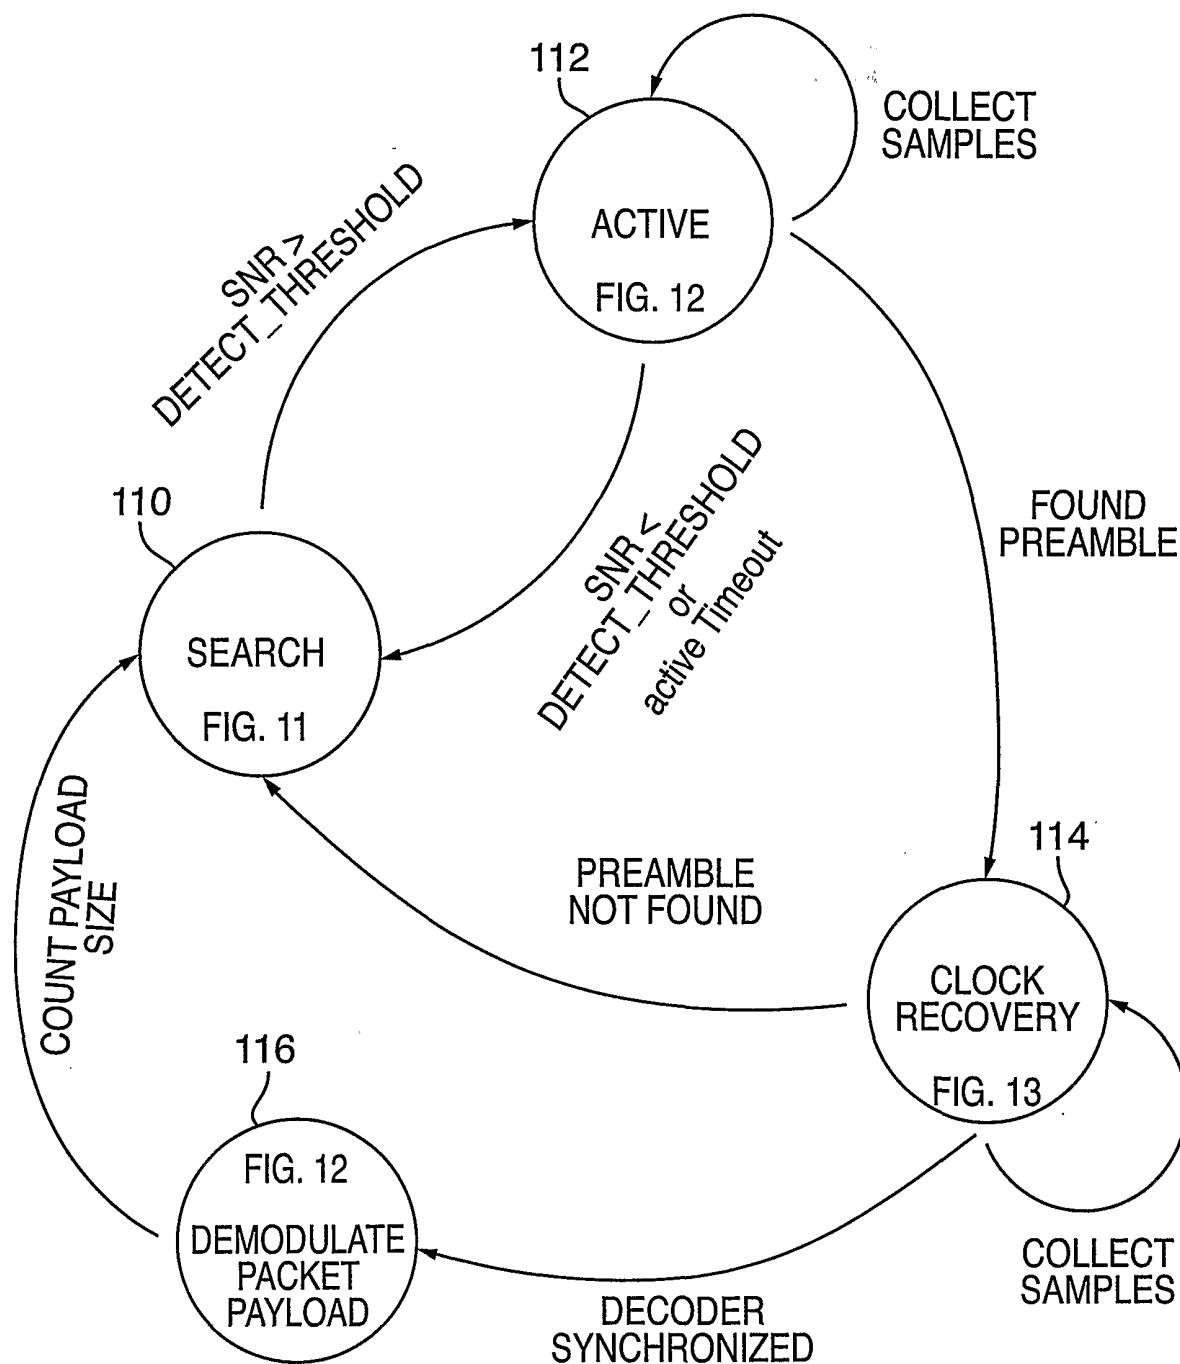 112
COLLECT
SAMPLES
ACTIVE
FIG. 12
SNR >
DETECT_THRESHOLD
110
SEARCH
FIG. 11
SNR <
DETECT_THRESHOLD
or
active Timeout
FOUND
PREAMBLE
114
PREAMBLE
NOT FOUND
COUNT PAYLOAD
SIZE
CLOCK
RECOVERY
FIG. 13
116
FIG. 12
DEMODULATE
PACKET
PAYLOAD
COLLECT
SAMPLES
DECODER
SYNCHRONIZED